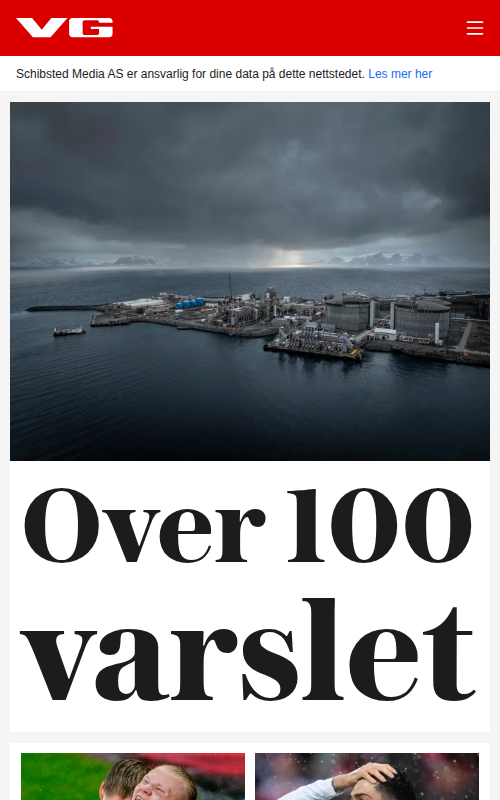 VG
Schibsted Media AS er ansvarlig for dine data på dette nettstedet. Les mer her
Over 100
varslet